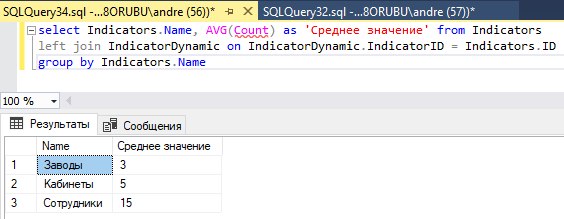 SQLQuery34.sql -...8ORUBU\andre (56))* SQLQuery32.sql -...8ORUBU\andre (57))*
select Indicators.Name, AVG(Count) as 'Среднее значение' from Indicators
left join IndicatorDynamic on IndicatorDynamic.IndicatorID = Indicators.ID
group by Indicators.Name
100 %
Результаты Сообщения
Name Среднее значение
1 Заводы 3
2 Кабинеты 5
3 Сотрудники 15